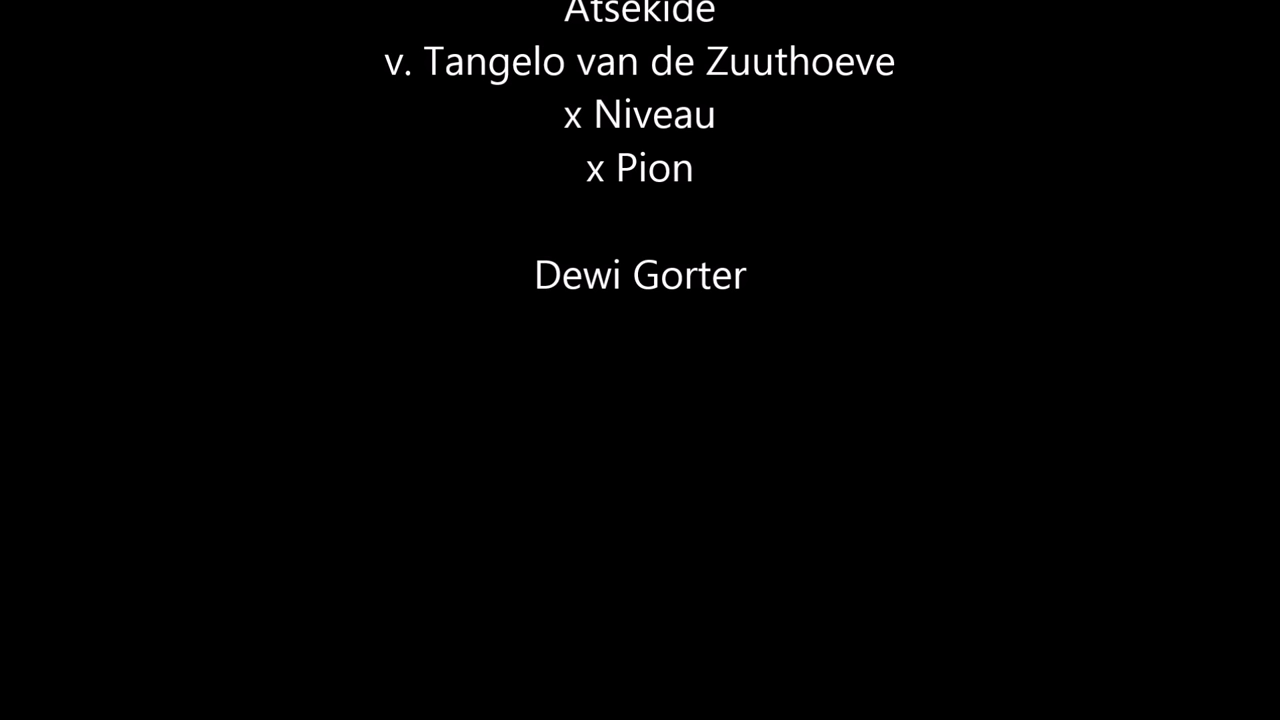 Atsekide
v. Tangelo van de Zuuthoeve
x Niveau
x Pion
Dewi Gorter